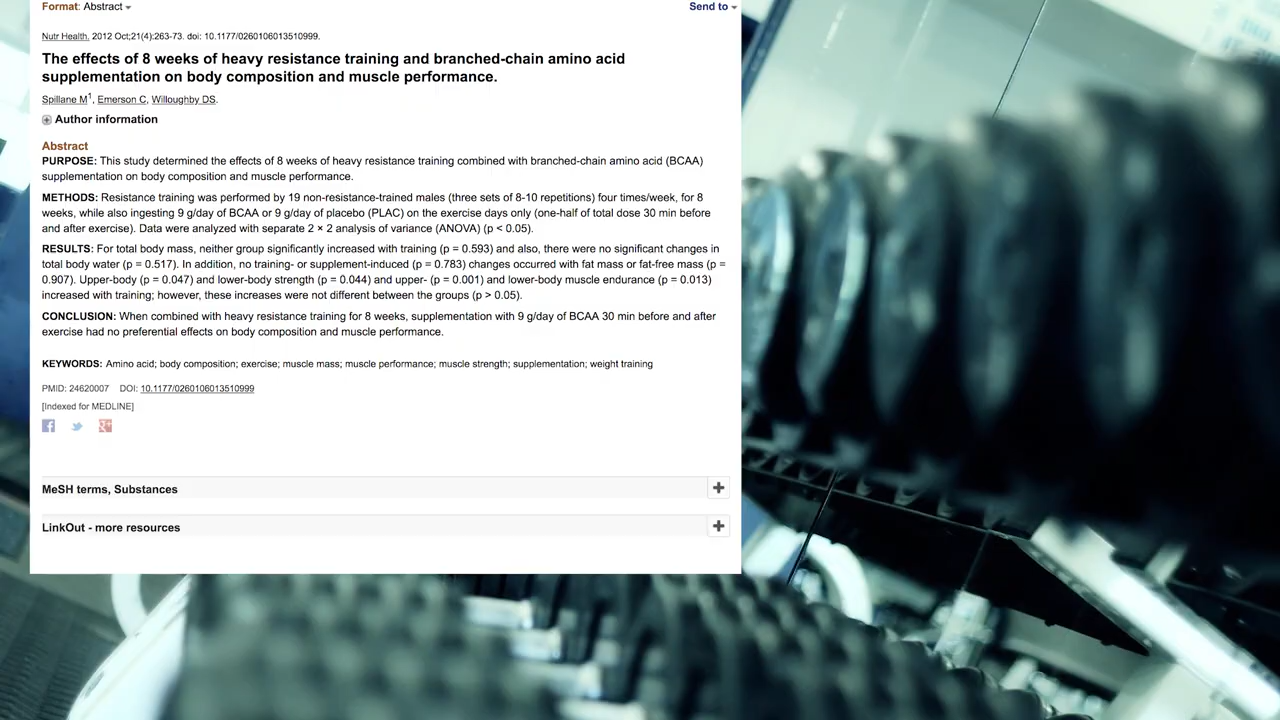 Format: Abstract
Send to
Nutr Health. 2012 Oct;21(4):263-73. doi: 10.1177/0260106013510999.
The effects of 8 weeks of heavy resistance training and branched-chain amino acid
supplementation on body composition and muscle performance.
Spillane M1, Emerson C, Willoughby DS.
Author information
Abstract
PURPOSE: This study determined the effects of 8 weeks of heavy resistance training combined with branched-chain amino acid (BCAA)
supplementation on body composition and muscle performance.
METHODS: Resistance training was performed by 19 non-resistance-trained males (three sets of 8-10 repetitions) four times/week, for 8
weeks, while also ingesting 9 g/day of BCAA or 9 g/day of placebo (PLAC) on the exercise days only (one-half of total dose 30 min before
and after exercise). Data were analyzed with separate 2 × 2 analysis of variance (ANOVA) (p < 0.05).
RESULTS: For total body mass, neither group significantly increased with training (p = 0.593) and also, there were no significant changes in
total body water (p = 0.517). In addition, no training- or supplement-induced (p = 0.783) changes occurred with fat mass or fat-free mass (p =
0.907). Upper-body (p = 0.047) and lower-body strength (p = 0.044) and upper- (p = 0.001) and lower-body muscle endurance (p = 0.013)
increased with training; however, these increases were not different between the groups (p > 0.05).
CONCLUSION: When combined with heavy resistance training for 8 weeks, supplementation with 9 g/day of BCAA 30 min before and after
exercise had no preferential effects on body composition and muscle performance.
KEYWORDS: Amino acid; body composition; exercise; muscle mass; muscle performance; muscle strength; supplementation; weight training
PMID: 24620007 DOI: 10.1177/0260106013510999
[Indexed for MEDLINE]
MeSH terms, Substances
LinkOut - more resources